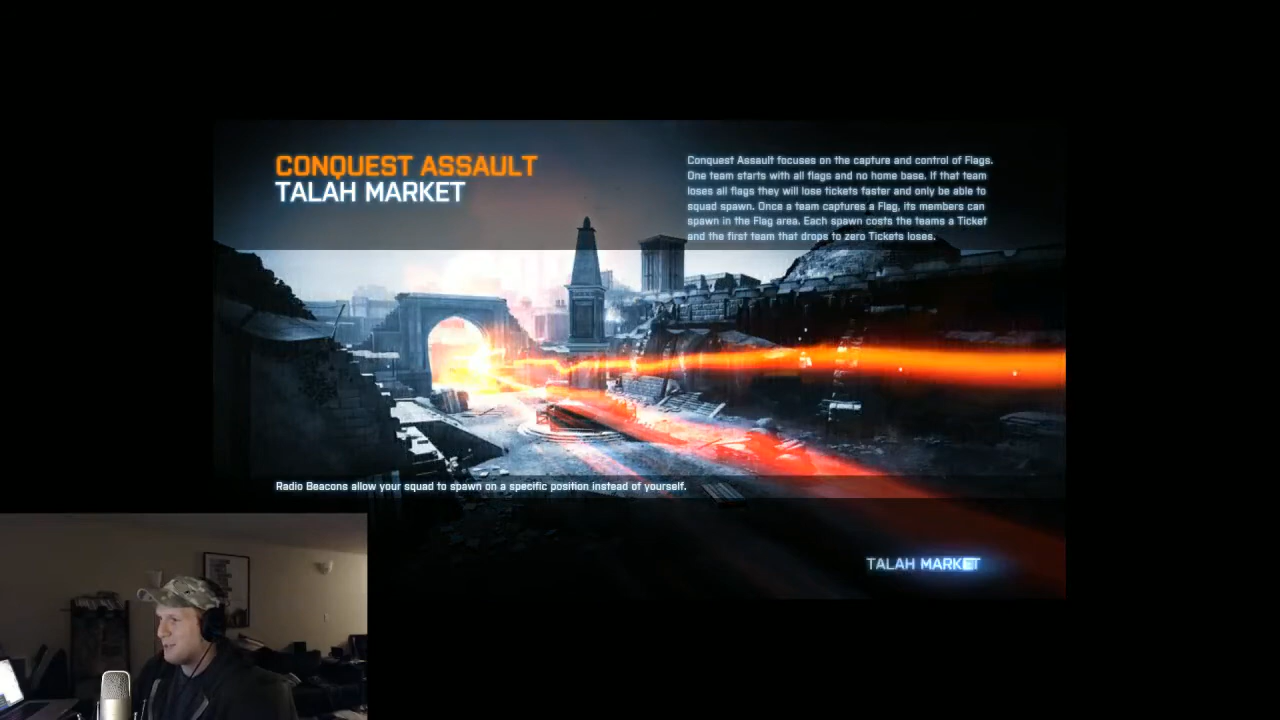 CONQUEST ASSAULT
TALAH MARKET
Conquest Assault focuses on the capture and control of Flags.
One team starts with all flags and no home base. If that team
loses all flags they will lose tickets faster and only be able to
squad spawn. Once a team captures a Flag, its members can
spawn in the Flag area. Each spawn costs the teams a Ticket
and the first team that drops to zero Tickets loses.
Radio Beacons allow your squad to spawn on a specific position instead of yourself.
TALAH MARKET